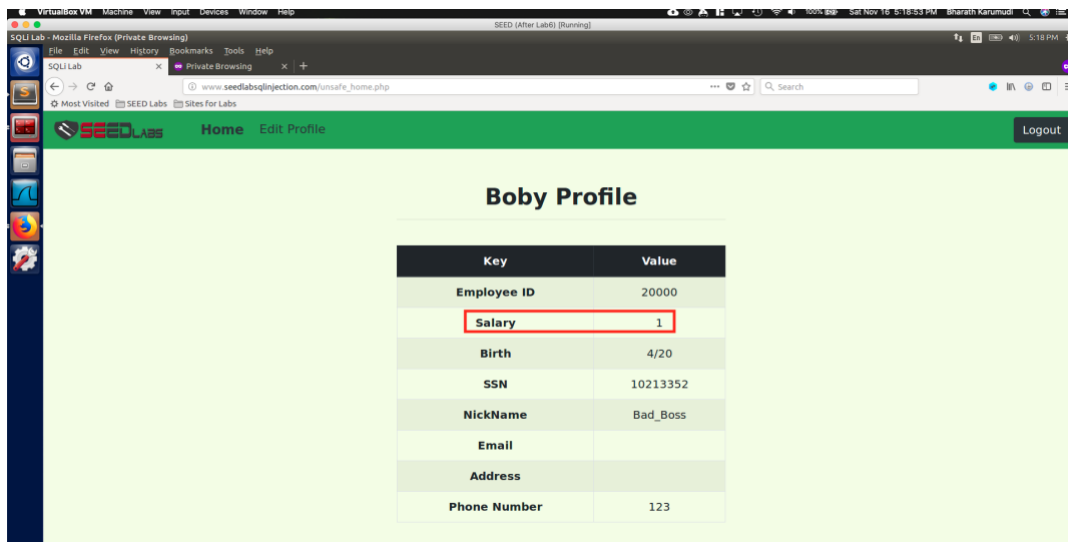 VirtualBox VM Machine View Input Devices Window Help 100% Sat Nov 16 5:18:53 PM Bharath Karumudi
SEED (After Lab6) [Running]
SQLi Lab - Mozilla Firefox (Private Browsing) En 5:18 PM
File Edit View History Bookmarks Tools Help
SQLi Lab × Private Browsing × +
www.seedlabsqlinjection.com/unsafe_home.php Search
Most Visited SEED Labs Sites for Labs
SEEDLABS Home Edit Profile Logout
Boby Profile
Key Value
Employee ID 20000
Salary 1
Birth 4/20
SSN 10213352
NickName Bad_Boss
Email
Address
Phone Number 123